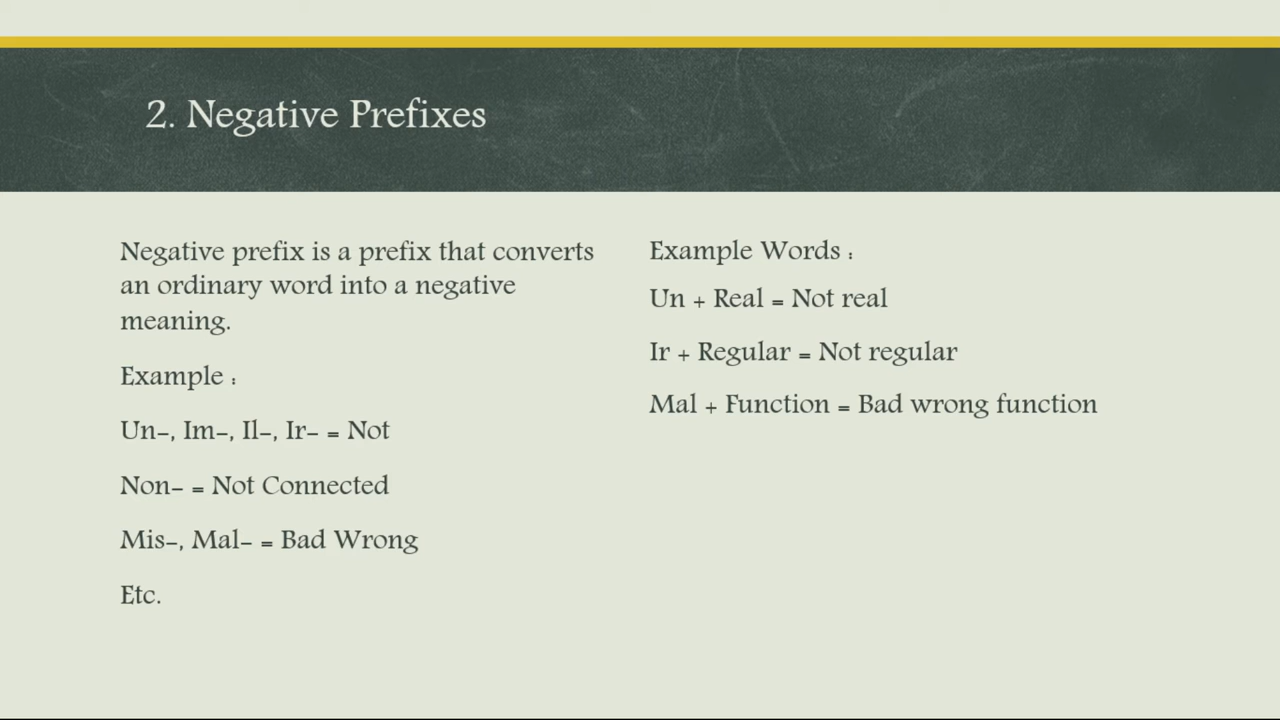 2. Negative Prefixes
Negative prefix is a prefix that converts
an ordinary word into a negative
meaning.
Example :
Un-, Im-, Il-, Ir- = Not
Non- = Not Connected
Mis-, Mal- = Bad Wrong
Etc.
Example Words :
Un + Real = Not real
Ir + Regular = Not regular
Mal + Function = Bad wrong function